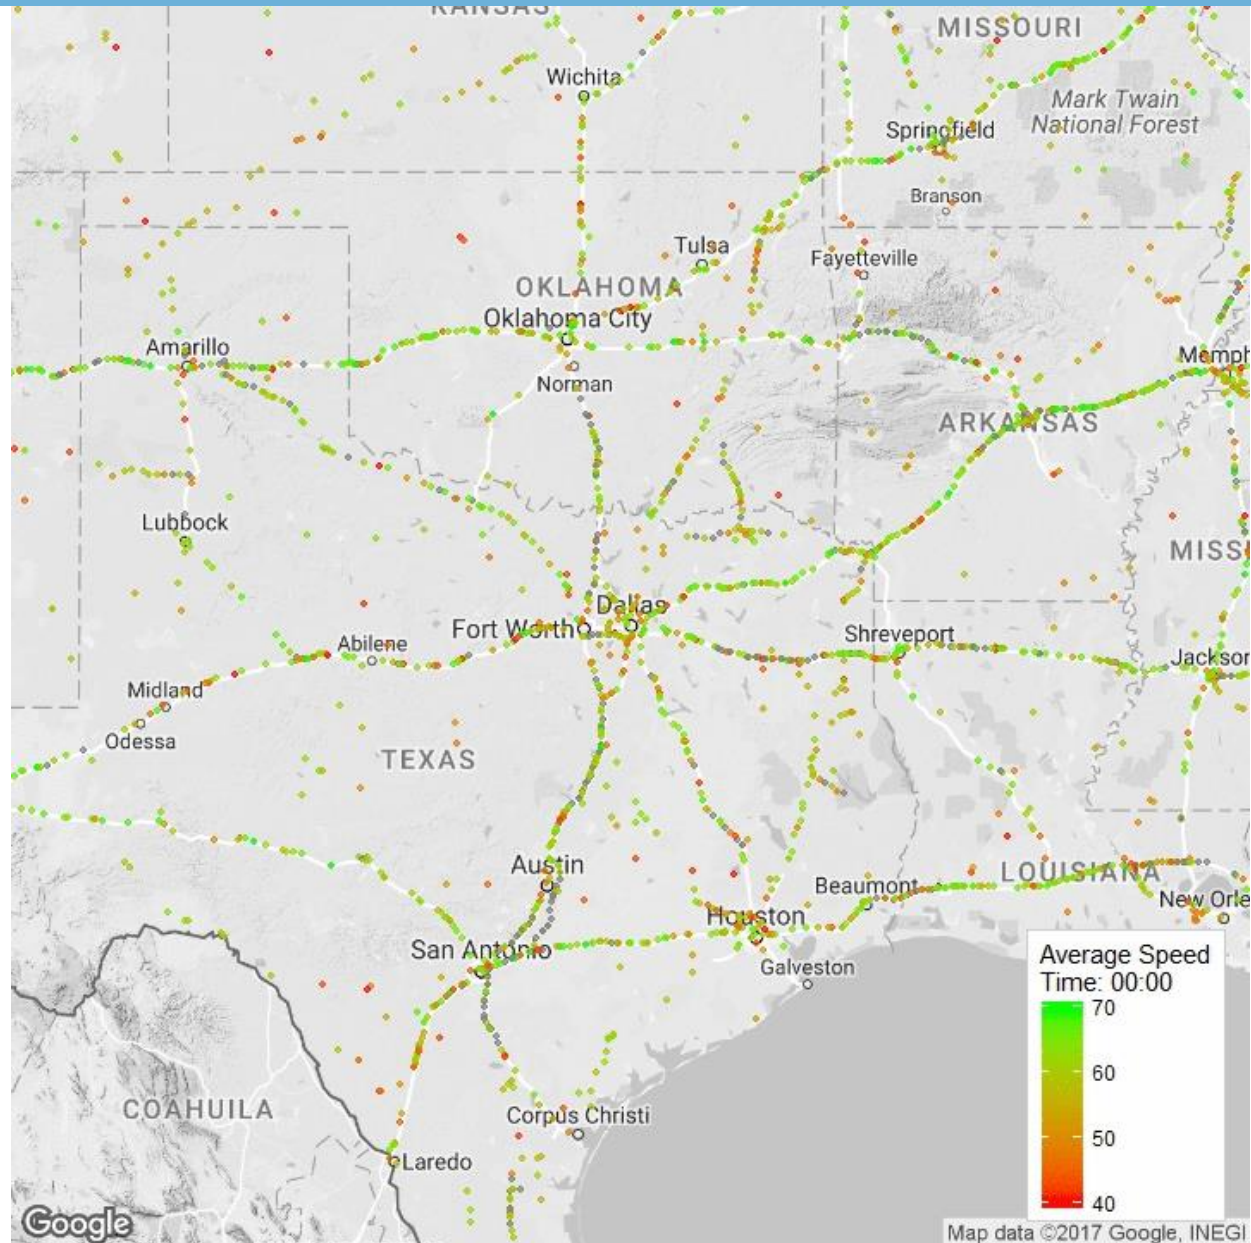 KANSAS
MISSOURI
Wichita
Mark Twain
National Forest
Springfield
Branson
Tulsa
Fayetteville
OKLAHOMA
Oklahoma City
Amarillo
Memph
Norman
ARKANSAS
Lubbock
MISSI
Dallas
Fort Worth
Shreveport
Abilene
Jackson
Midland
Odessa
TEXAS
Austin
LOUISIANA
Beaumont
New Orle
Houston
San Antonio
Galveston
Average Speed
Time: 00:00
70
60
50
40
COAHUILA
Corpus Christi
Laredo
Google
Map data ©2017 Google, INEGI